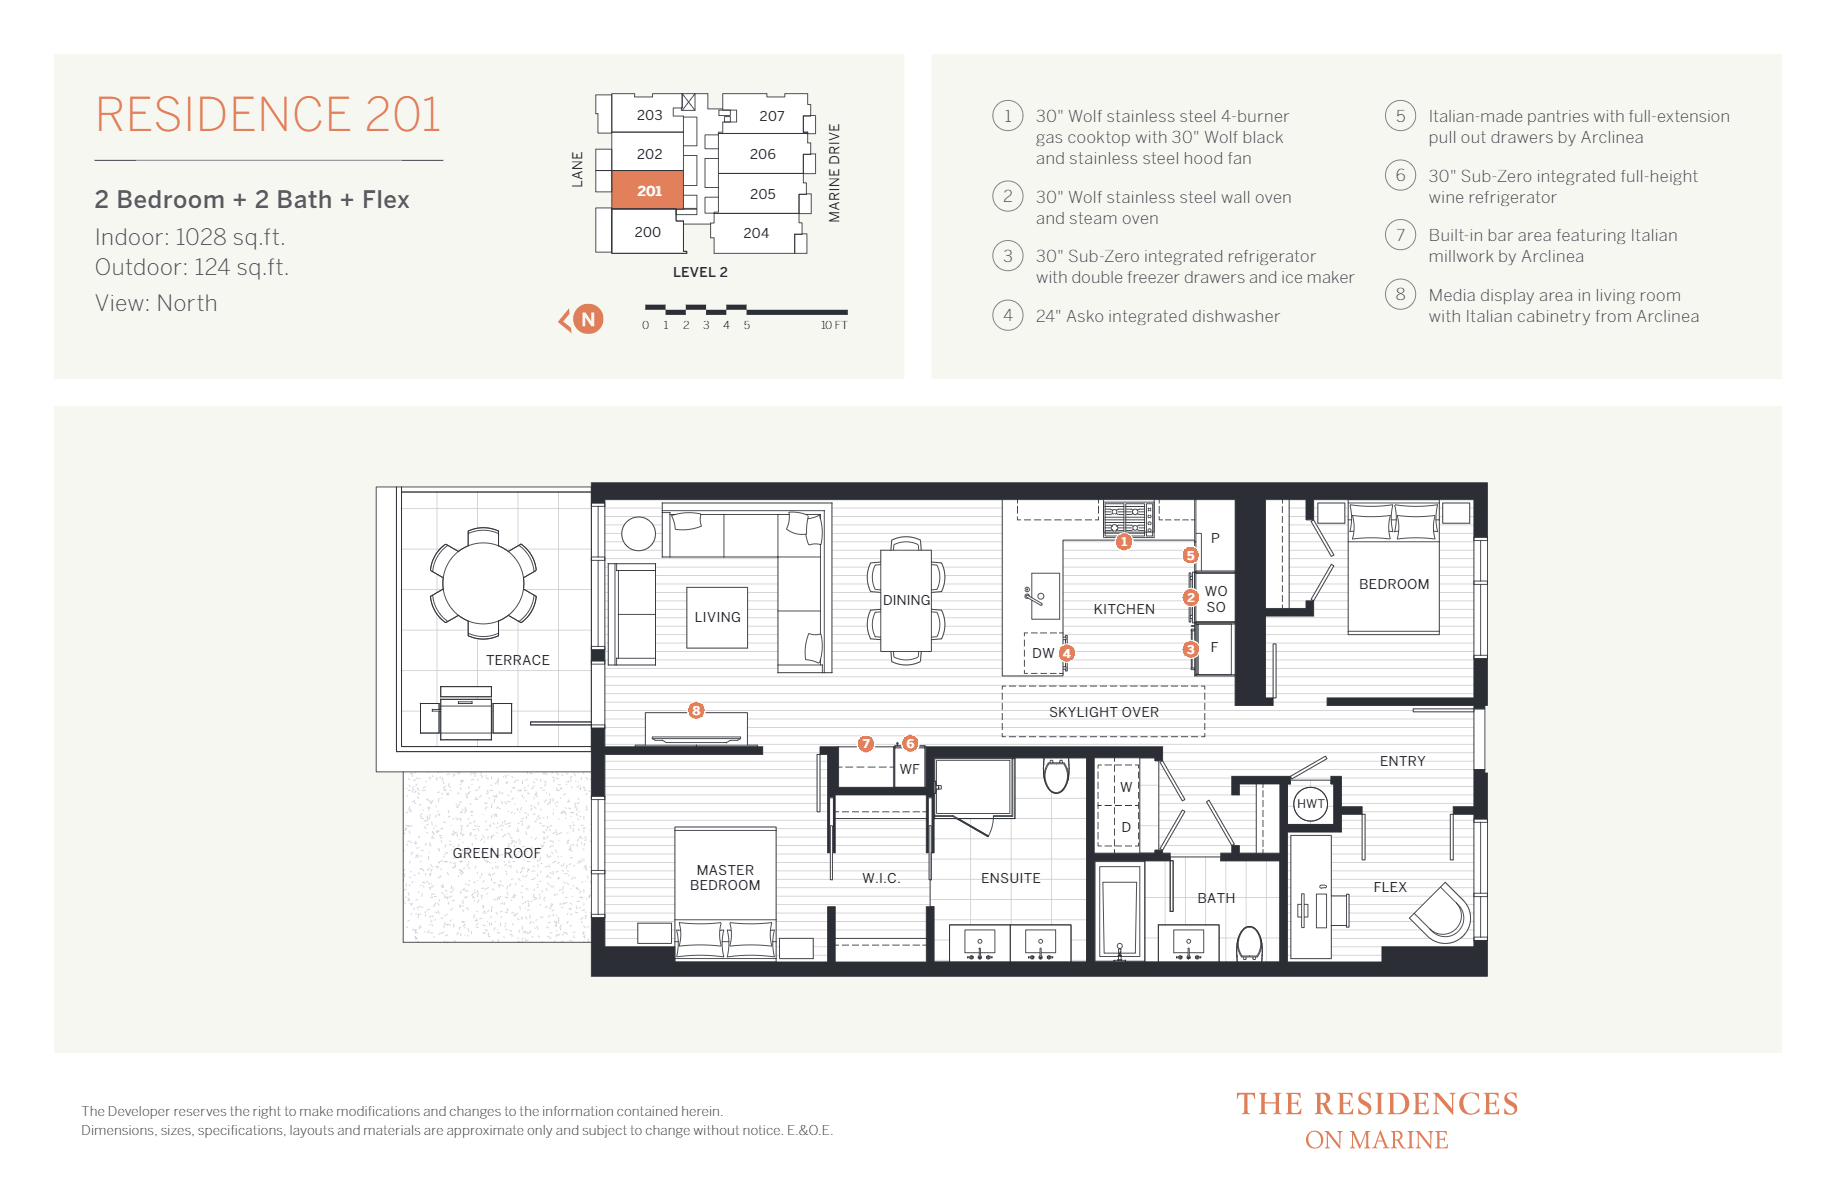 RESIDENCE 201
2 Bedroom + 2 Bath + Flex
Indoor: 1028 sq.ft.
Outdoor: 124 sq.ft.
View: North
203
207
202
206
201
205
200
204
LANE
MARINE DRIVE
LEVEL 2
N
0 1 2 3 4 5 10 FT
1 30" Wolf stainless steel 4-burner
gas cooktop with 30" Wolf black
and stainless steel hood fan
2 30" Wolf stainless steel wall oven
and steam oven
3 30" Sub-Zero integrated refrigerator
with double freezer drawers and ice maker
4 24" Asko integrated dishwasher
5 Italian-made pantries with full-extension
pull out drawers by Arclinea
6 30" Sub-Zero integrated full-height
wine refrigerator
7 Built-in bar area featuring Italian
millwork by Arclinea
8 Media display area in living room
with Italian cabinetry from Arclinea
TERRACE
GREEN ROOF
LIVING
8
DINING
7
6
WF
1
5
P
2
WO
SO
3
F
KITCHEN
DW
4
SKYLIGHT OVER
BEDROOM
ENTRY
HWT
W
D
MASTER
BEDROOM
W.I.C.
ENSUITE
BATH
FLEX
The Developer reserves the right to make modifications and changes to the information contained herein.
Dimensions, sizes, specifications, layouts and materials are approximate only and subject to change without notice. E.&O.E.
THE RESIDENCES
ON MARINE